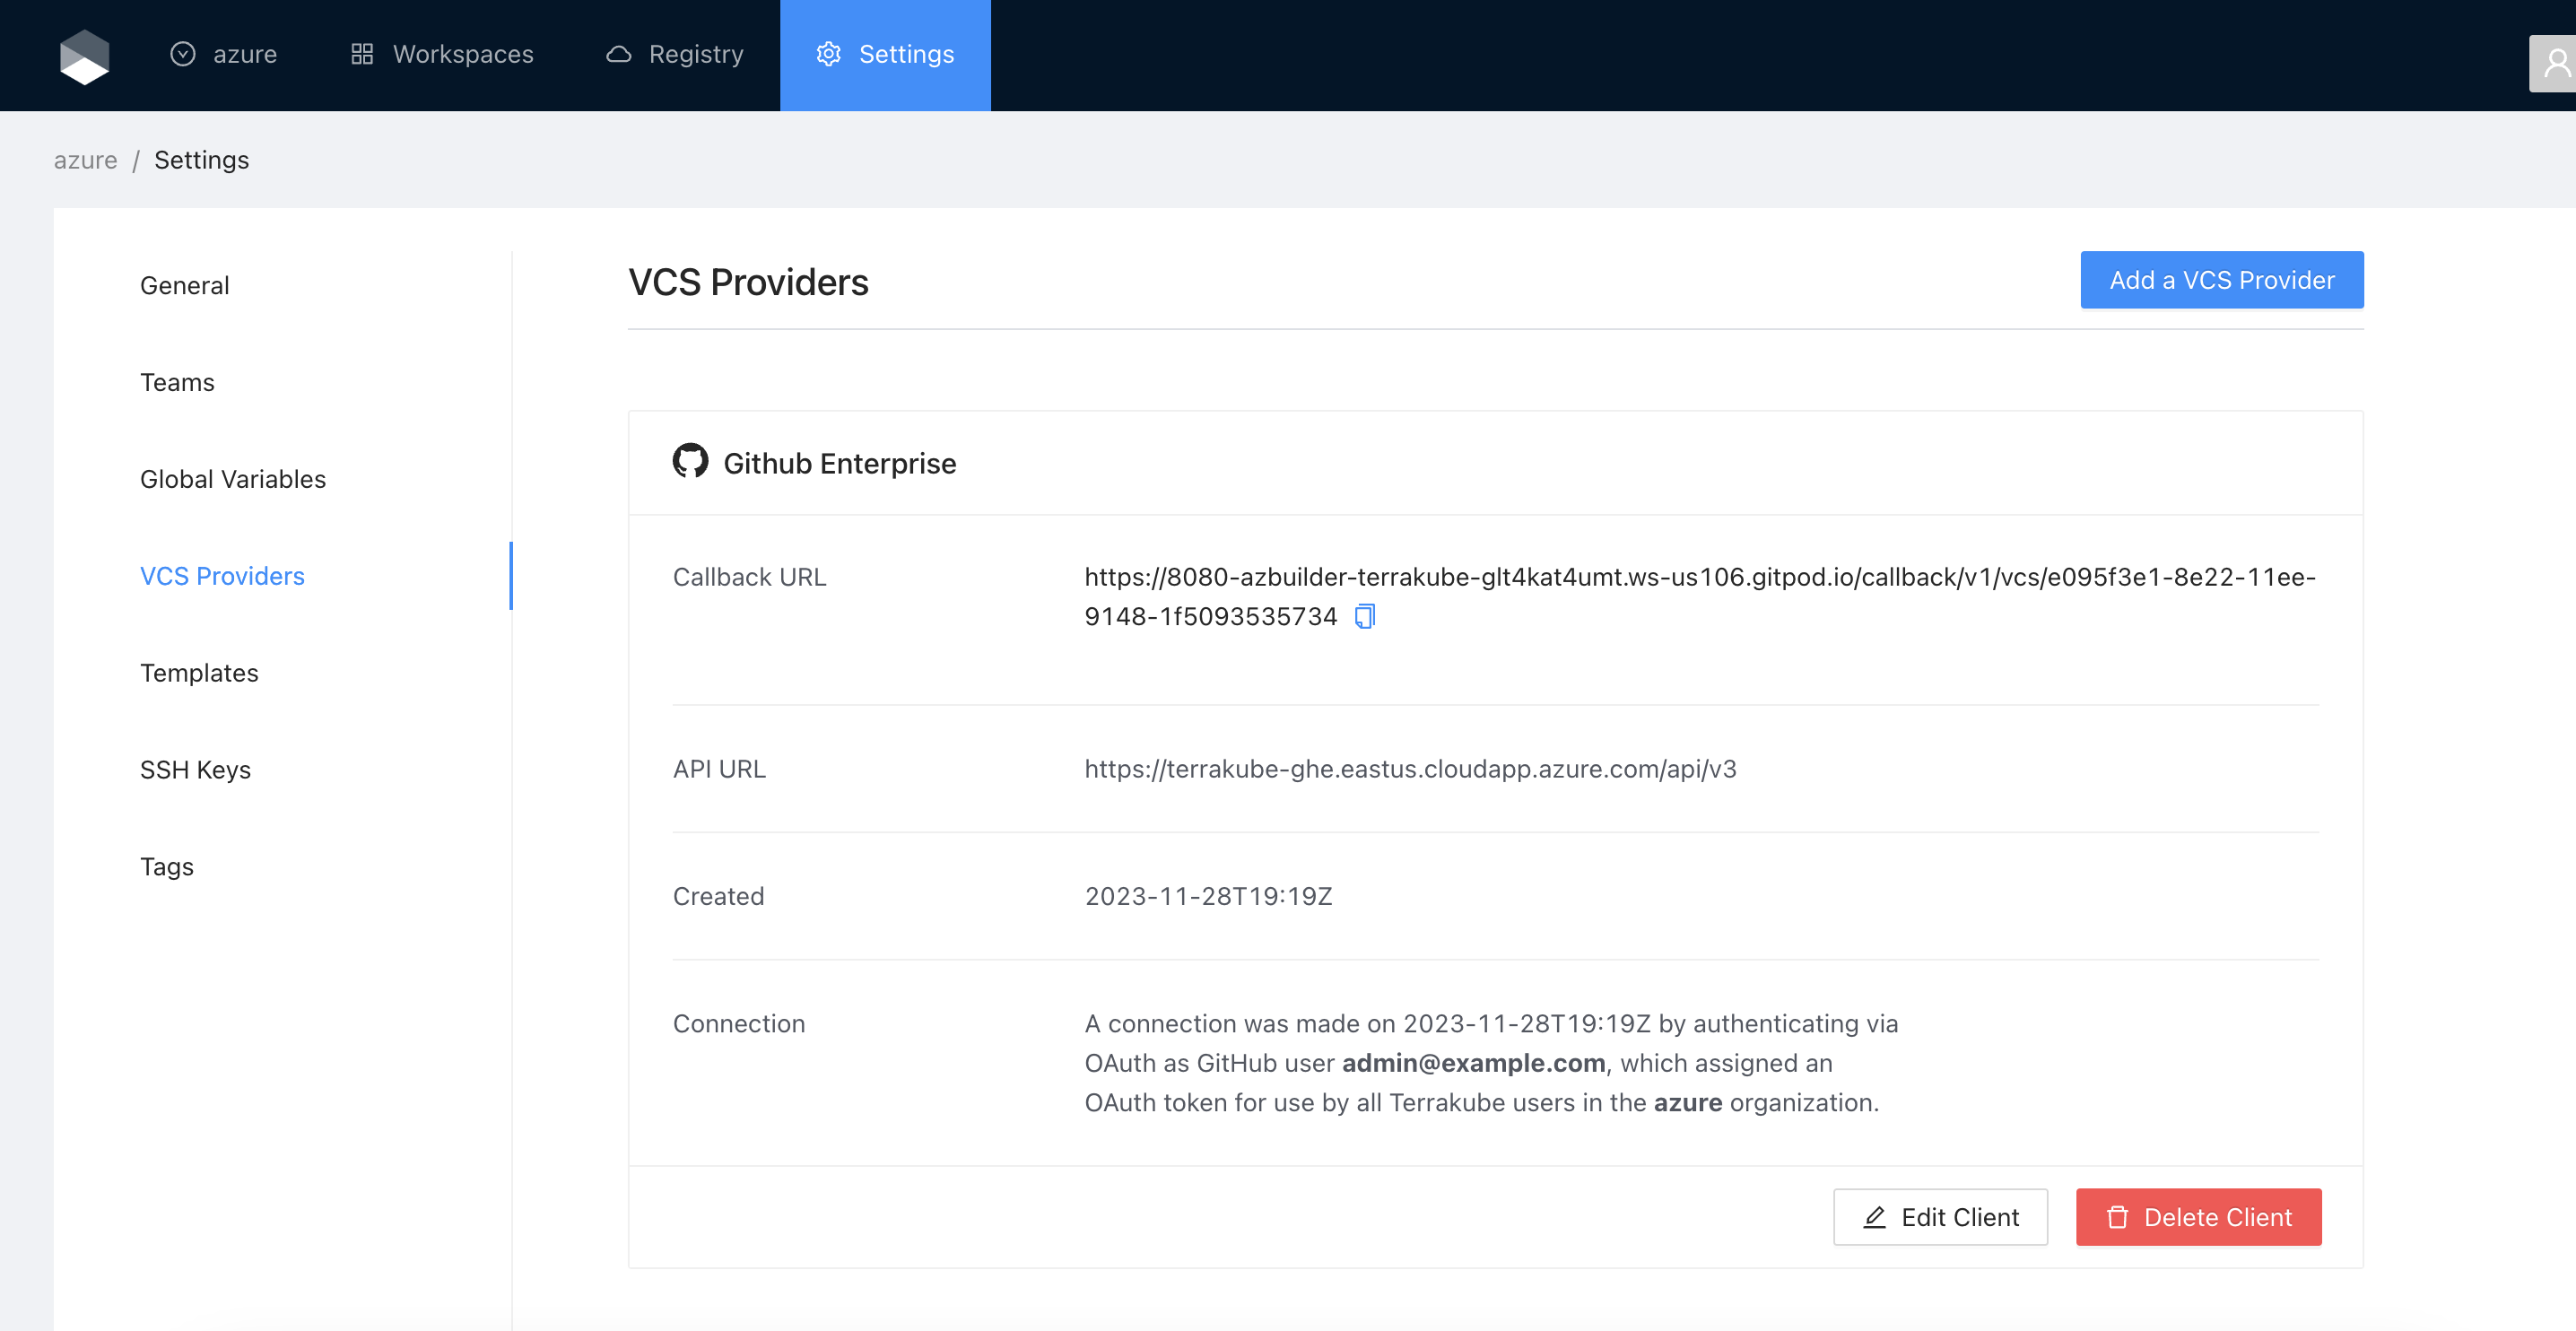 azure
Workspaces
Registry
Settings
azure / Settings
General
Teams
Global Variables
VCS Providers
Templates
SSH Keys
Tags
VCS Providers
Add a VCS Provider
Github Enterprise
Callback URL
https://8080-azbuilder-terrakube-glt4kat4umt.ws-us106.gitpod.io/callback/v1/vcs/e095f3e1-8e22-11ee-
9148-1f5093535734
API URL
https://terrakube-ghe.eastus.cloudapp.azure.com/api/v3
Created
2023-11-28T19:19Z
Connection
A connection was made on 2023-11-28T19:19Z by authenticating via
OAuth as GitHub user admin@example.com, which assigned an
OAuth token for use by all Terrakube users in the azure organization.
Edit Client
Delete Client